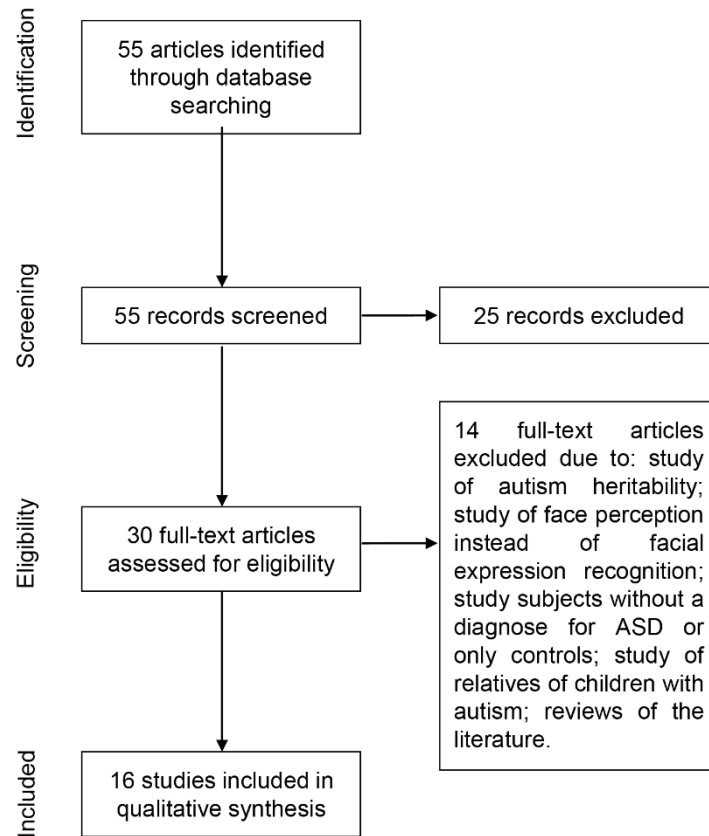 Identification
55 articles identified
through database
searching
Screening
55 records screened
25 records excluded
Eligibility
30 full-text articles
assessed for eligibility
14 full-text articles
excluded due to: study
of autism heritability;
study of face perception
instead of facial
expression recognition;
study subjects without a
diagnose for ASD or
only controls; study of
relatives of children with
autism; reviews of the
literature.
Included
16 studies included in
qualitative synthesis